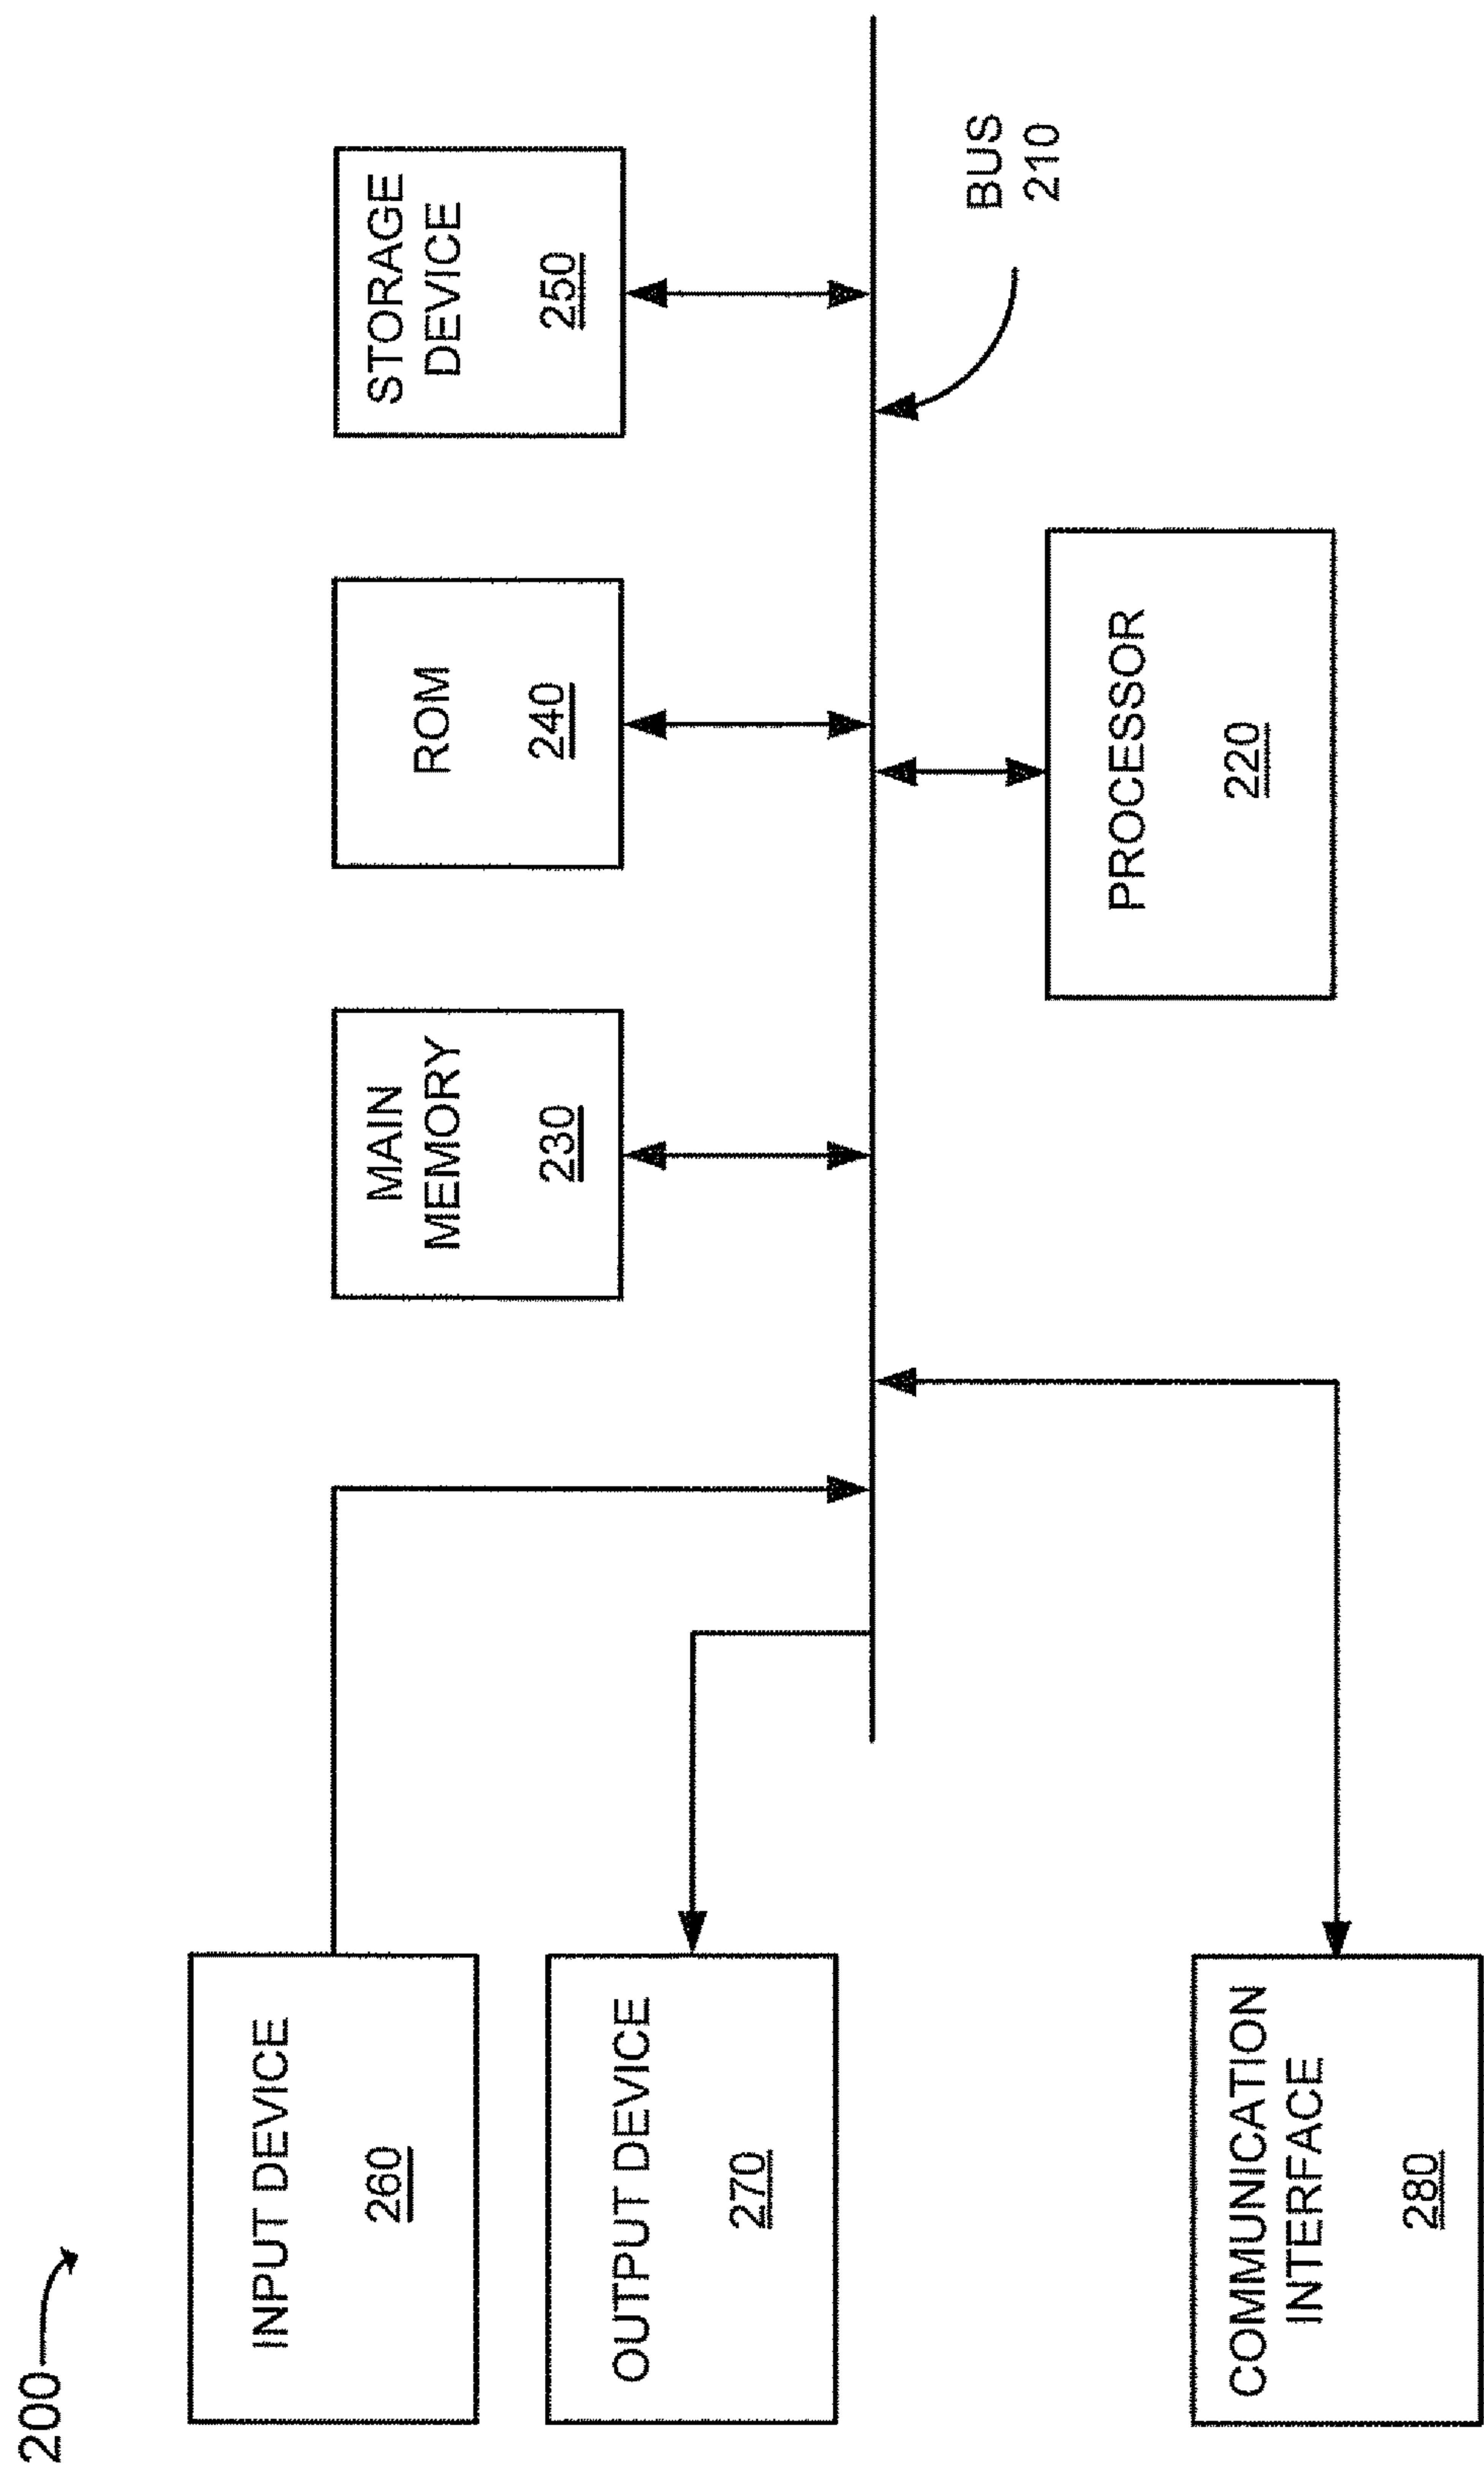 200
INPUT DEVICE
260
OUTPUT DEVICE
270
COMMUNICATION
INTERFACE
280
MAIN
MEMORY
230
ROM
240
STORAGE
DEVICE
250
PROCESSOR
220
BUS
210